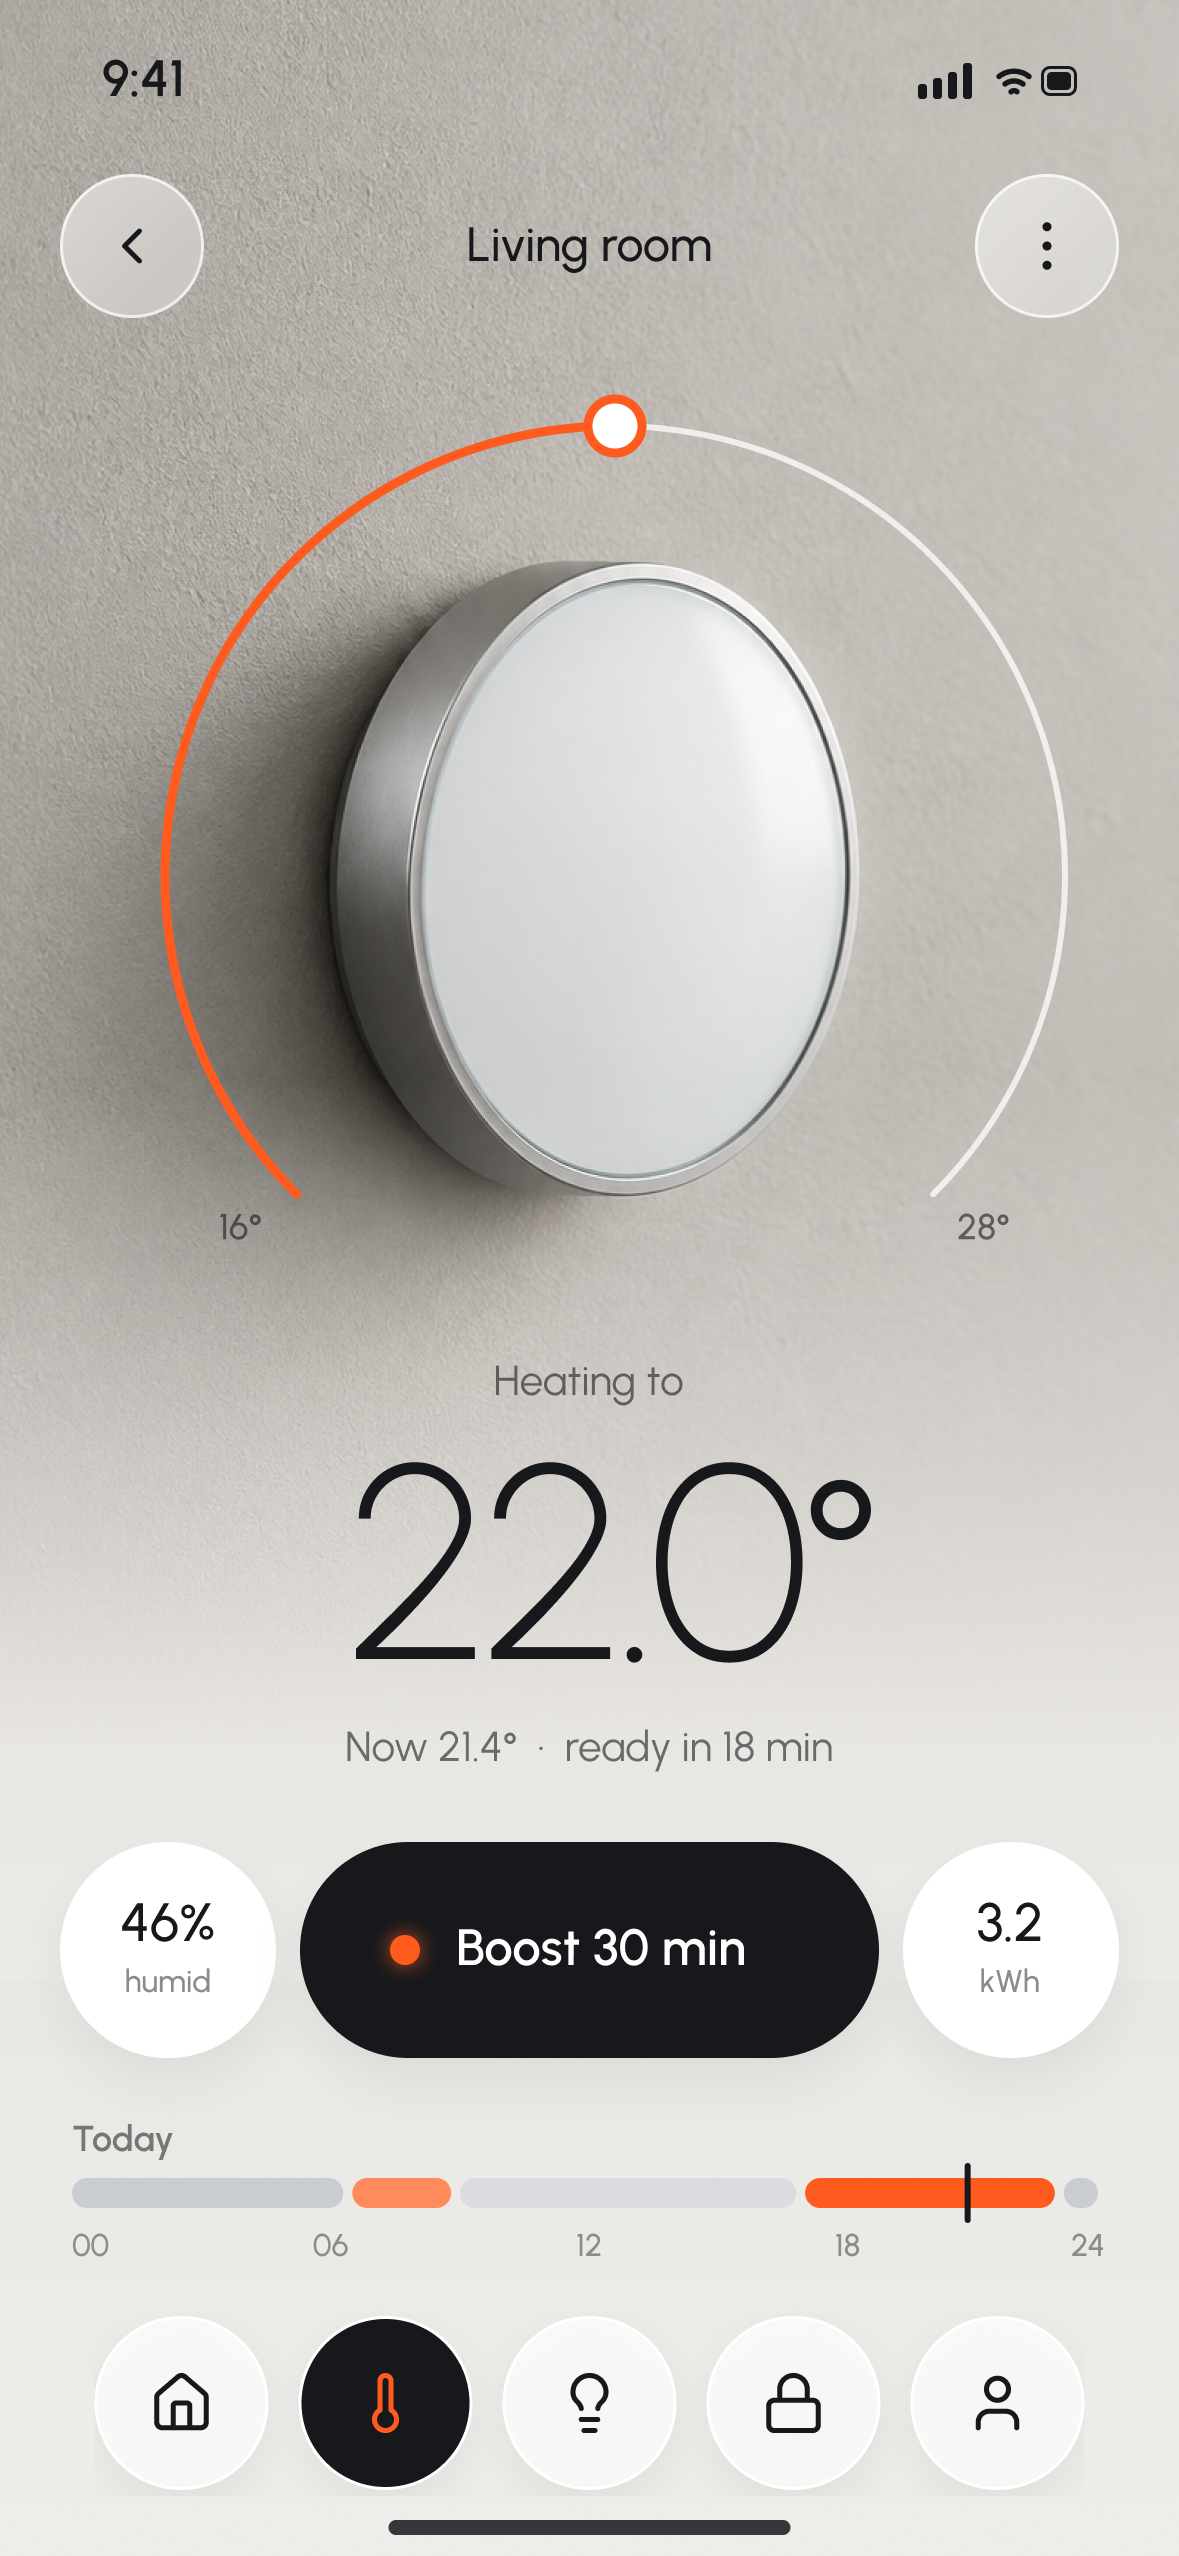 9:41
Living room
16° 28°
Heating to
22.0°
Now 21.4° · ready in 18 min
46% humid
Boost 30 min
3.2 kWh
Today
00 06 12 18 24